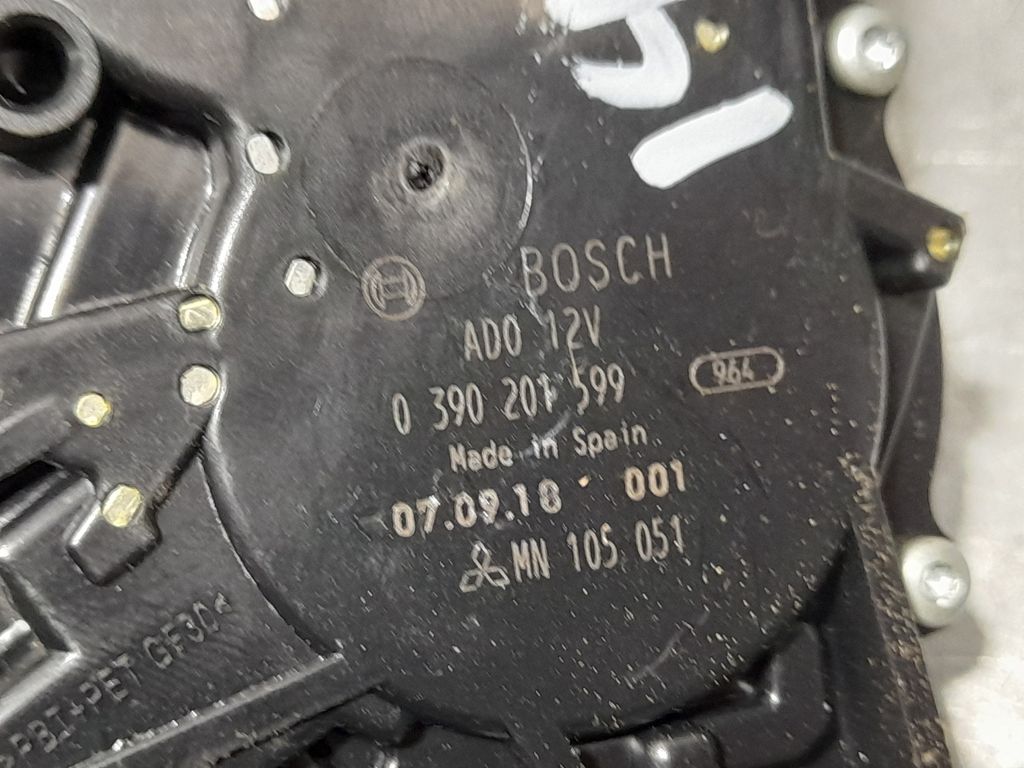 BOSCH
ADO 12V
0 390 201 599
964
Made in Spain
07.09.18 001
MN 105 051
PBT+PET GF30